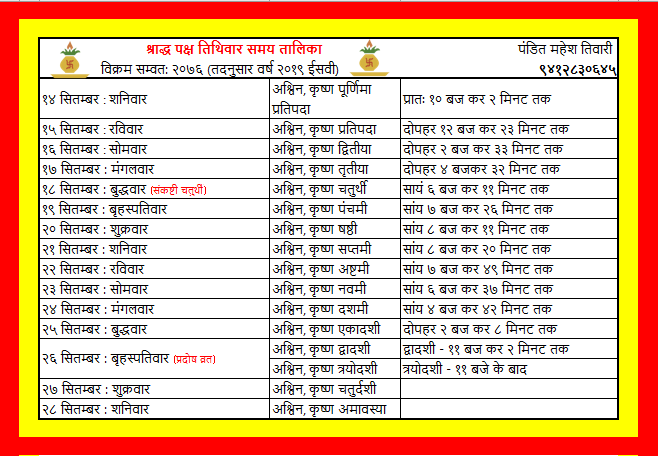 श्राद्ध पक्ष तिथिवार समय तालिका
विक्रम सम्वत: २०७६ (तदनुसार वर्ष २०१९ ईसवी)
पंडित महेश तिवारी
९४१२८३०६४५
१४ सितम्बर : शनिवार अश्विन, कृष्ण पूर्णिमा प्रातः १० बज कर २ मिनट तक
प्रतिपदा
१५ सितम्बर : रविवार अश्विन, कृष्ण प्रतिपदा दोपहर १२ बज कर २३ मिनट तक
१६ सितम्बर : सोमवार अश्विन, कृष्ण द्वितीया दोपहर २ बज कर ३३ मिनट तक
१७ सितम्बर : मंगलवार अश्विन, कृष्ण तृतीया दोपहर ४ बजकर ३२ मिनट तक
१८ सितम्बर : बुद्धवार (संकष्टी चतुर्थी) अश्विन, कृष्ण चतुर्थी सायं ६ बज कर ११ मिनट तक
१९ सितम्बर : बृहस्पतिवार अश्विन, कृष्ण पंचमी सांय ७ बज कर २६ मिनट तक
२० सितम्बर : शुक्रवार अश्विन, कृष्ण षष्ठी सांय ८ बज कर ११ मिनट तक
२१ सितम्बर : शनिवार अश्विन, कृष्ण सप्तमी सांय ८ बज कर २० मिनट तक
२२ सितम्बर : रविवार अश्विन, कृष्ण अष्टमी सांय ७ बज कर ४९ मिनट तक
२३ सितम्बर : सोमवार अश्विन, कृष्ण नवमी सांय ६ बज कर ३७ मिनट तक
२४ सितम्बर : मंगलवार अश्विन, कृष्ण दशमी सांय ४ बज कर ४२ मिनट तक
२५ सितम्बर : बुद्धवार अश्विन, कृष्ण एकादशी दोपहर २ बज कर ८ मिनट तक
२६ सितम्बर : बृहस्पतिवार (प्रदोष व्रत) अश्विन, कृष्ण द्वादशी द्वादशी - ११ बज कर २ मिनट तक
अश्विन, कृष्ण त्रयोदशी त्रयोदशी - ११ बजे के बाद
२७ सितम्बर : शुक्रवार अश्विन, कृष्ण चतुर्दशी
२८ सितम्बर : शनिवार अश्विन, कृष्ण अमावस्या